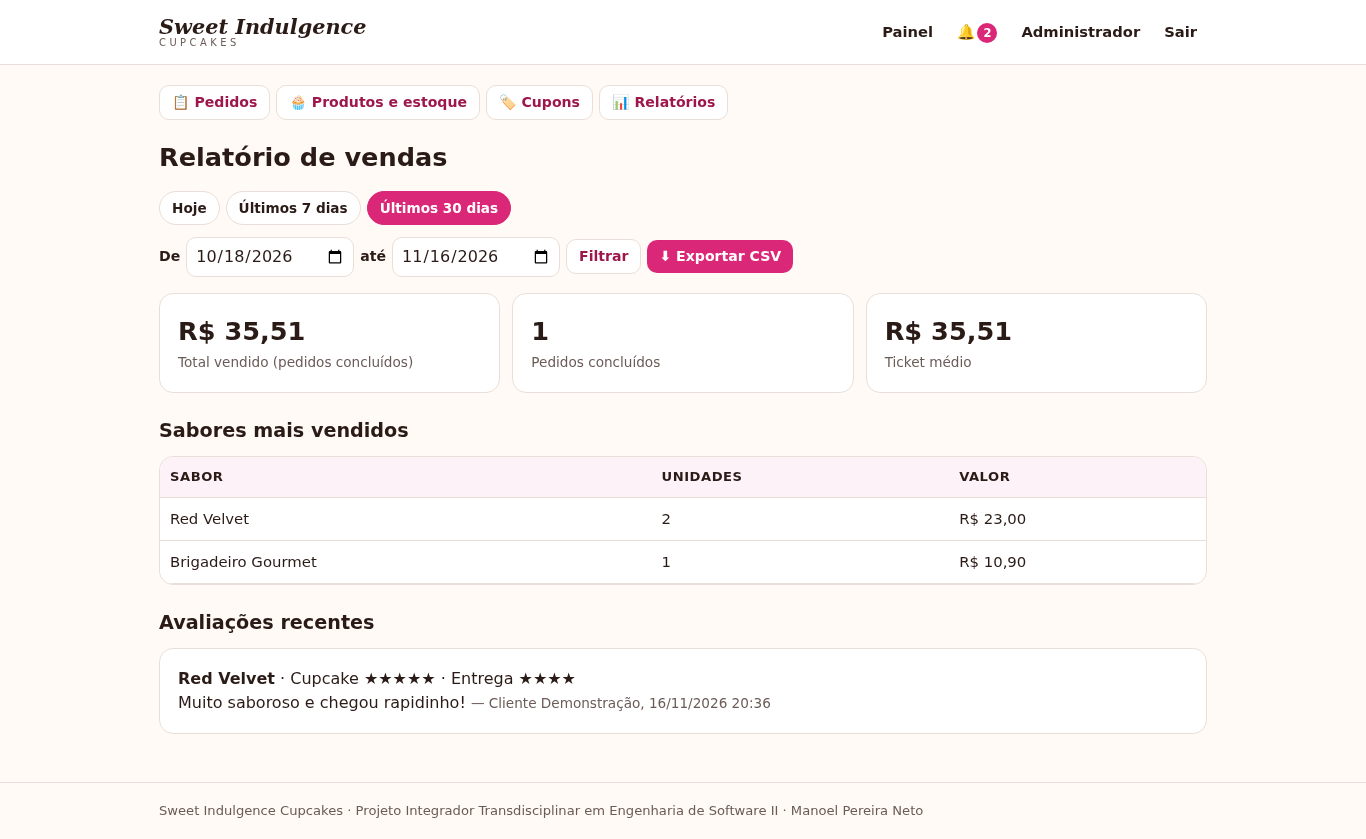 Sweet Indulgence
CUPCAKES
Painel 🔔 2 Administrador Sair
📋 Pedidos 🧁 Produtos e estoque 🏷️ Cupons 📊 Relatórios
Relatório de vendas
Hoje Últimos 7 dias Últimos 30 dias
De 10/18/2026 até 11/16/2026 Filtrar ⬇ Exportar CSV
R$ 35,51 1 R$ 35,51
Total vendido (pedidos concluídos) Pedidos concluídos Ticket médio
Sabores mais vendidos
SABOR UNIDADES VALOR
Red Velvet 2 R$ 23,00
Brigadeiro Gourmet 1 R$ 10,90
Avaliações recentes
Red Velvet · Cupcake ★★★★★ · Entrega ★★★★
Muito saboroso e chegou rapidinho! — Cliente Demonstração, 16/11/2026 20:36
Sweet Indulgence Cupcakes · Projeto Integrador Transdisciplinar em Engenharia de Software II · Manoel Pereira Neto